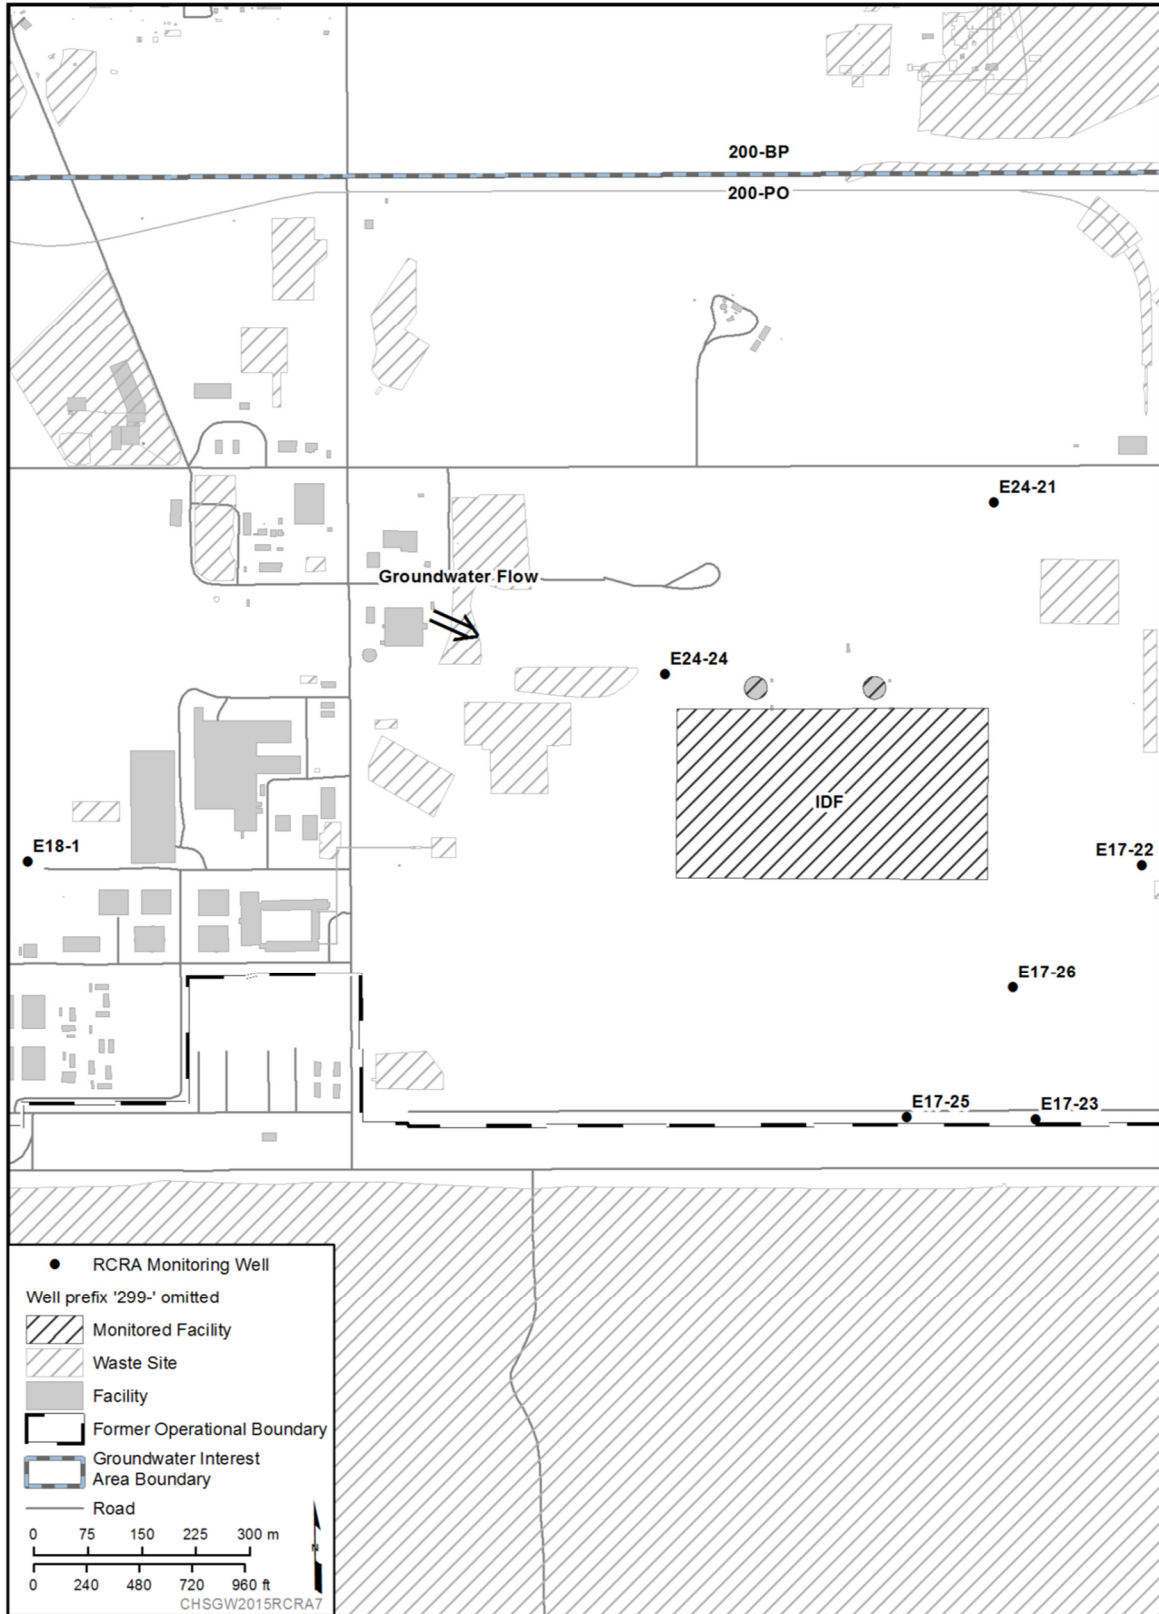 200-BP
200-PO
E24-21
Groundwater Flow
E24-24
IDF
E18-1
E17-22
E17-26
E17-25
E17-23
RCRA Monitoring Well
Well prefix '299-' omitted
Monitored Facility
Waste Site
Facility
Former Operational Boundary
Groundwater Interest
Area Boundary
Road
0 75 150 225 300 m
N
0 240 480 720 960 ft
CHSGW2015RCRA7